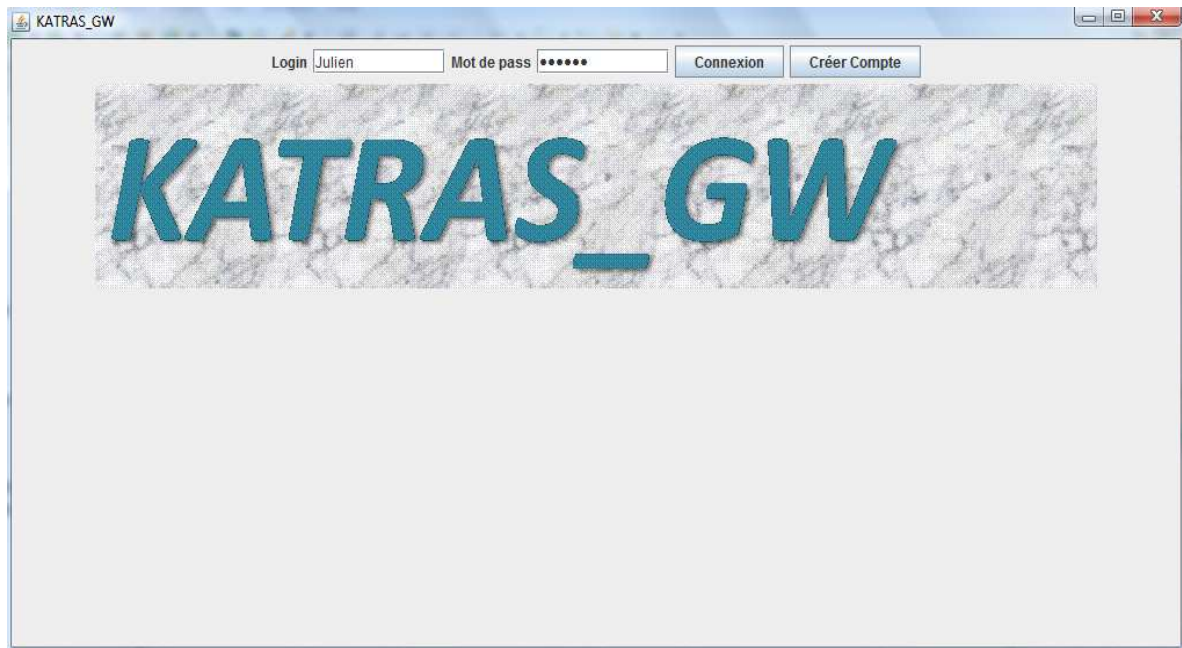 KATRAS_GW
Login Julien Mot de pass •••••• Connexion Créer Compte
KATRAS_GW